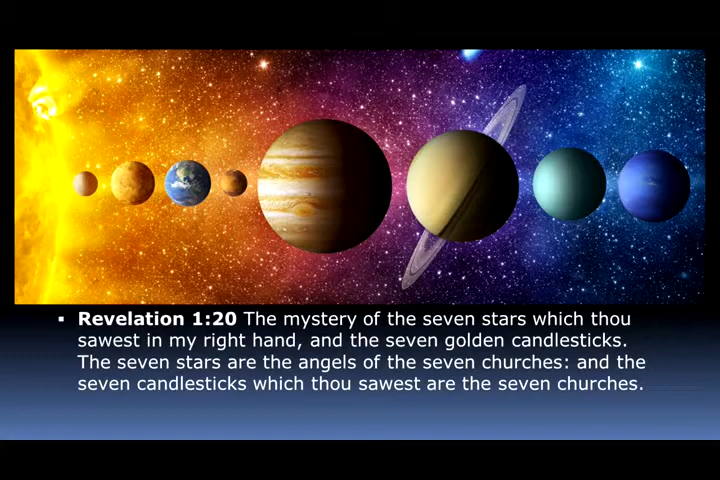 ▪ Revelation 1:20 The mystery of the seven stars which thou
sawest in my right hand, and the seven golden candlesticks.
The seven stars are the angels of the seven churches: and the
seven candlesticks which thou sawest are the seven churches.